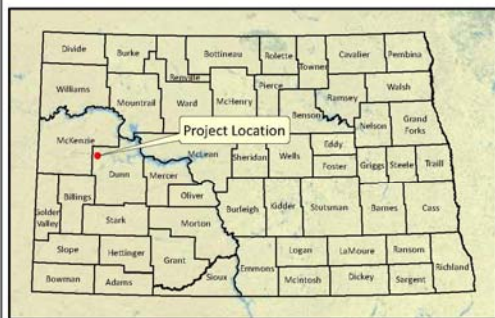 Divide
Burke
Renville
Bottineau
Rolette
Towner
Cavalier
Pembina
Williams
Mountrail
Ward
McHenry
Pierce
Benson
Ramsey
Walsh
Nelson
Grand
Forks
McKenzie
Project Location
McLean
Sheridan
Wells
Eddy
Foster
Griggs
Steele
Traill
Dunn
Mercer
Oliver
Billings
Golden
Valley
Stark
Morton
Burleigh
Kidder
Stutsman
Barnes
Cass
Slope
Hettinger
Grant
Sioux
Emmons
Logan
LaMoure
Ransom
Richland
Bowman
Adams
McIntosh
Dickey
Sargent